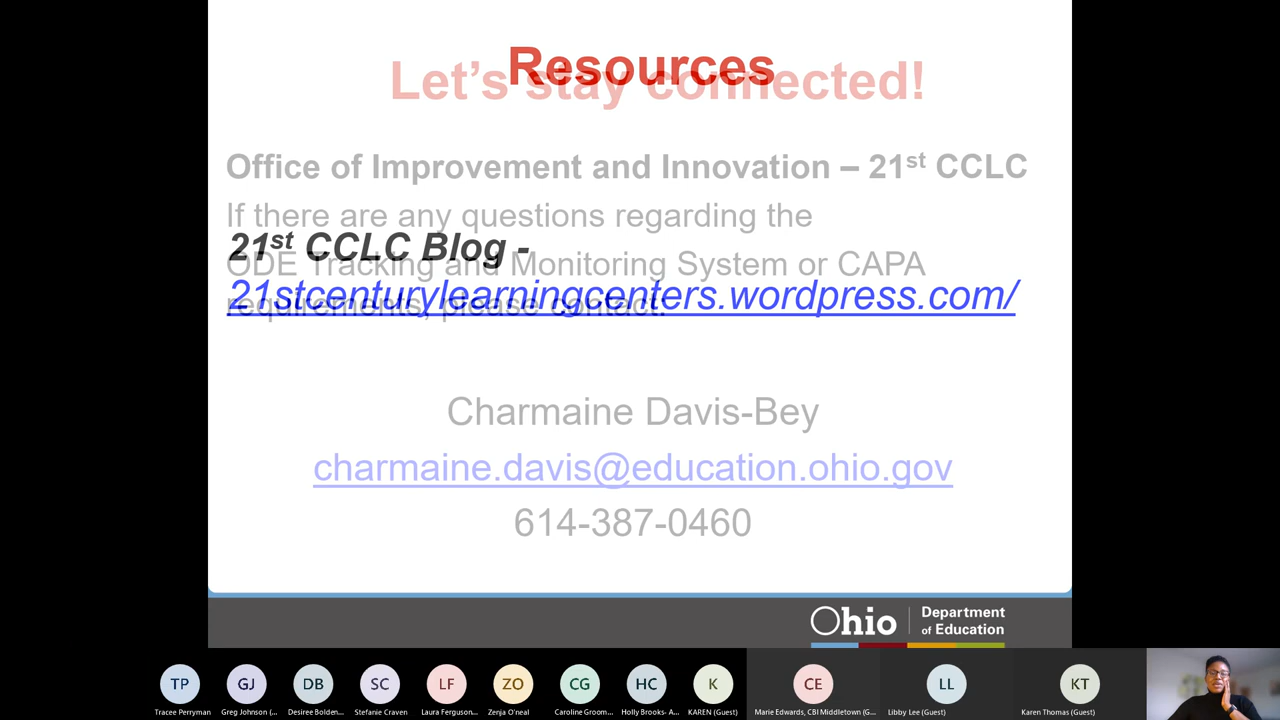 Resources
Let's stay connected!
Office of Improvement and Innovation – 21st CCLC
If there are any questions regarding the
21st CCLC Blog -
ODE Tracking and Monitoring System or CAPA
21stcenturylearningcenters.wordpress.com/
requirements, please contact:
Charmaine Davis-Bey
charmaine.davis@education.ohio.gov
614-387-0460
Ohio
Department
of Education
TP
GJ
DB
SC
LF
ZO
CG
HC
K
CE
LL
KT
Tracee Perryman
Greg Johnson (...
Desiree Bolden...
Stefanie Craven
Laura Ferguson...
Zenja O'neal
Caroline Groom...
Holly Brooks- A...
KAREN (Guest)
Marie Edwards, CBI Middletown (G...
Libby Lee (Guest)
Karen Thomas (Guest)